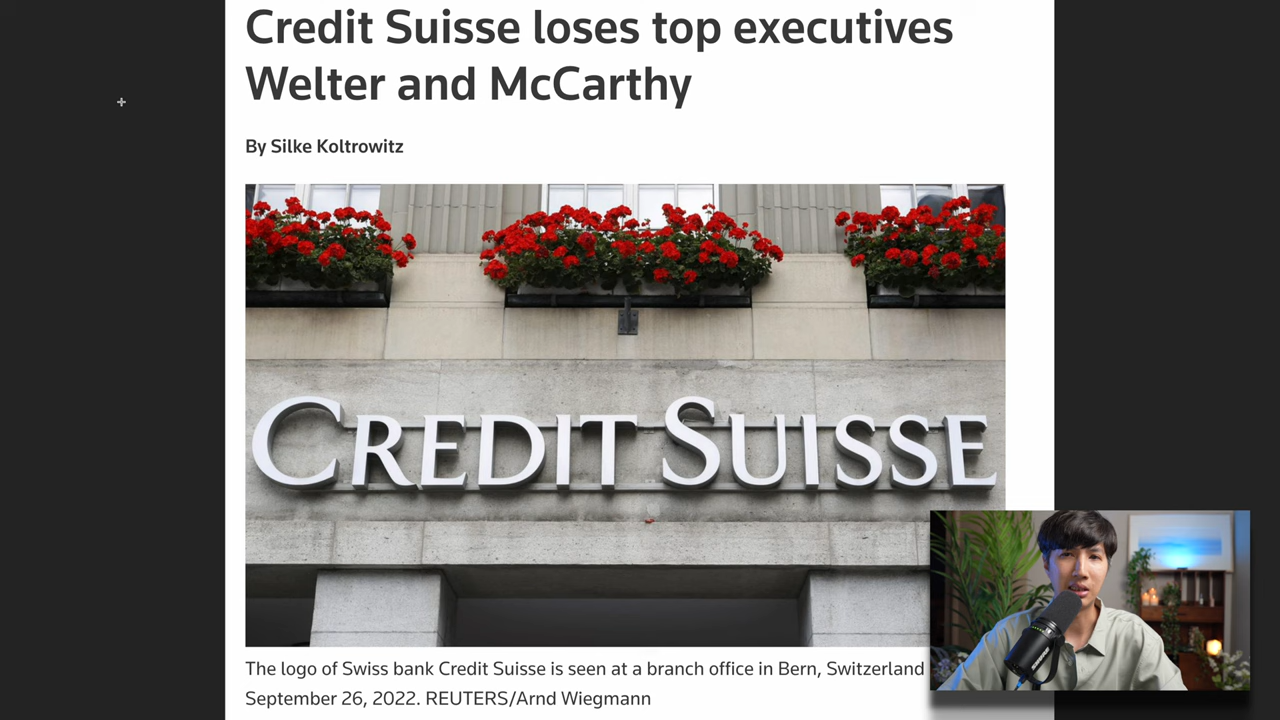 Credit Suisse loses top executives
Welter and McCarthy
By Silke Koltrowitz
CREDIT SUISSE
The logo of Swiss bank Credit Suisse is seen at a branch office in Bern, Switzerland
September 26, 2022. REUTERS/Arnd Wiegmann